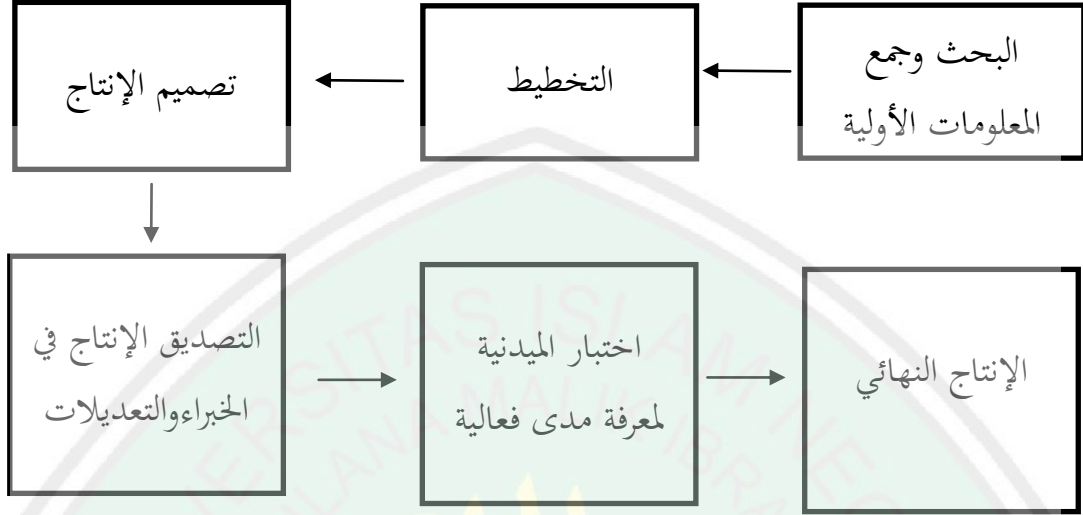 البحث وجمع
المعلومات الأولية
التخطيط
تصميم الإنتاج
التصديق الإنتاج في
الخبراءوالتعديلات
اختبار الميدنية
لمعرفة مدى فعالية
الإنتاج النهائي